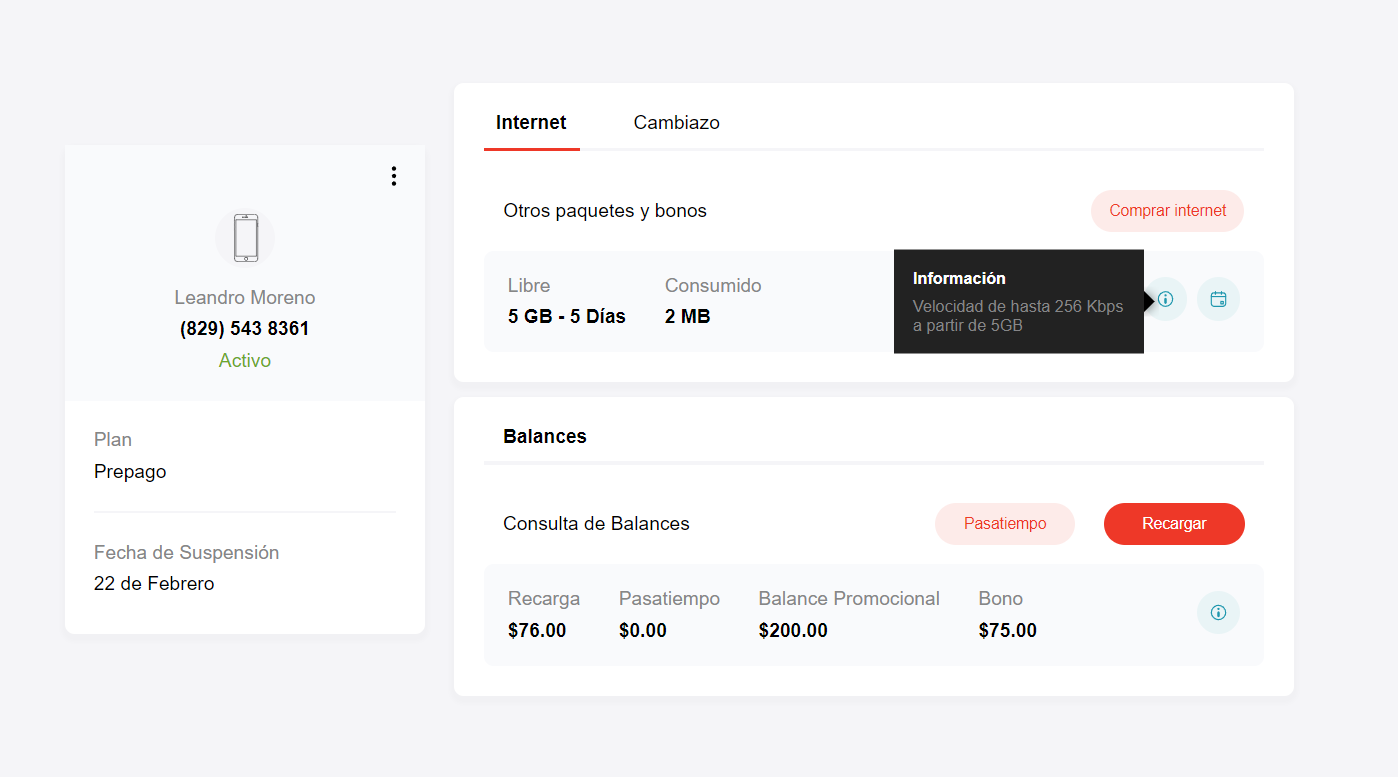 Leandro Moreno
(829) 543 8361
Activo
Plan
Prepago
Fecha de Suspensión
22 de Febrero
Internet Cambiazo
Otros paquetes y bonos Comprar internet
Libre Consumido
5 GB - 5 Días 2 MB
Información
Velocidad de hasta 256 Kbps
a partir de 5GB
Balances
Consulta de Balances Pasatiempo Recargar
Recarga Pasatiempo Balance Promocional Bono
$76.00 $0.00 $200.00 $75.00